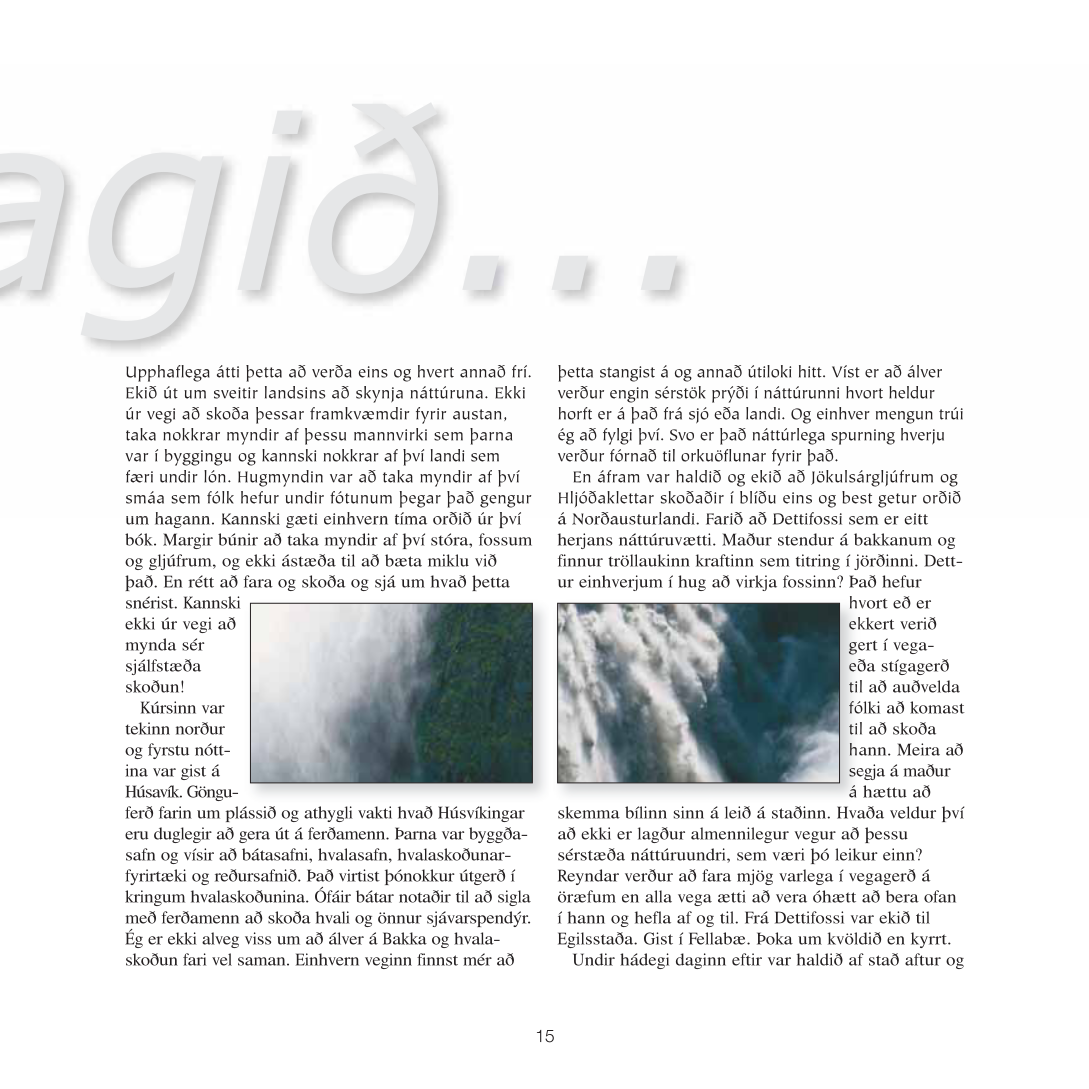 agið...
Upphaflega átti þetta að verða eins og hvert annað frí.
Ekið út um sveitir landsins að skynja náttúruna. Ekki
úr vegi að skoða þessar framkvæmdir fyrir austan,
taka nokkrar myndir af þessu mannvirki sem þarna
var í byggingu og kannski nokkrar af því landi sem
færi undir lón. Hugmyndin var að taka myndir af því
smáa sem fólk hefur undir fótunum þegar það gengur
um hagann. Kannski gæti einhvern tíma orðið úr því
bók. Margir búnir að taka myndir af því stóra, fossum
og gljúfrum, og ekki ástæða til að bæta miklu við
það. En rétt að fara og skoða og sjá um hvað þetta
snérist. Kannski
ekki úr vegi að
mynda sér
sjálfstæða
skoðun!
Kúrsinn var
tekinn norður
og fyrstu nótt-
ina var gist á
Húsavík. Göngu-
ferð farin um plássið og athygli vakti hvað Húsvíkingar
eru duglegir að gera út á ferðamenn. Þarna var byggða-
safn og vísir að bátasafni, hvalasafn, hvalaskoðunar-
fyrirtæki og reðursafnið. Það virtist þónokkur útgerð í
kringum hvalaskoðunina. Ófáir bátar notaðir til að sigla
með ferðamenn að skoða hvali og önnur sjávarspendýr.
Ég er ekki alveg viss um að álver á Bakka og hvala-
skoðun fari vel saman. Einhvern veginn finnst mér að
þetta stangist á og annað útiloki hitt. Víst er að álver
verður engin sérstök prýði í náttúrunni hvort heldur
horft er á það frá sjó eða landi. Og einhver mengun trúi
ég að fylgi því. Svo er það náttúrlega spurning hverju
verður fórnað til orkuöflunar fyrir það.
En áfram var haldið og ekið að Jökulsárgljúfrum og
Hljóðaklettar skoðaðir í blíðu eins og best getur orðið
á Norðausturlandi. Farið að Dettifossi sem er eitt
herjans náttúruvætti. Maður stendur á bakkanum og
finnur tröllaukinn kraftinn sem titring í jörðinni. Dett-
ur einhverjum í hug að virkja fossinn? Það hefur
hvort eð er
ekkert verið
gert í vega-
eða stígagerð
til að auðvelda
fólki að komast
til að skoða
hann. Meira að
segja á maður
á hættu að
skemma bílinn sinn á leið á staðinn. Hvaða veldur því
að ekki er lagður almennilegur vegur að þessu
sérstæða náttúruundri, sem væri þó leikur einn?
Reyndar verður að fara mjög varlega í vegagerð á
öræfum en alla vega ætti að vera óhætt að bera ofan
í hann og hefla af og til. Frá Dettifossi var ekið til
Egilsstaða. Gist í Fellabæ. Þoka um kvöldið en kyrrt.
Undir hádegi daginn eftir var haldið af stað aftur og
15